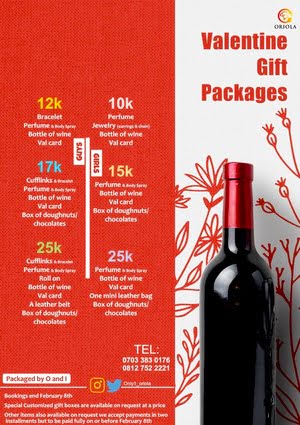 ORIOLA
Valentine
Gift
Packages
12k
Bracelet
Perfume & Body Spray
Bottle of wine
Val card
17k
Cufflinks & Bracelet
Perfume & Body Spray
Bottle of wine
Val card
Box of doughnuts/
chocolates
25k
Cufflinks & Bracelet
Perfume & Body Spray
Roll on
Bottle of wine
Val card
A leather belt
Box of doughnuts/
chocolates
GUYS
GIRLS
10k
Perfume
Jewelry (earrings & chain)
Bottle of wine
Val card
15k
Perfume & Body Spray
Bottle of wine
Val card
Box of doughnuts/
chocolates
25k
Perfume & Body Spray
Bottle of wine
Val card
One mini leather bag
Box of doughnuts/
chocolates
TEL:
0703 383 0176
0812 752 2221
Packaged by O and I
Bookings end February 8th
Special Customized gift boxes are available on request at a price
Other items also available on request we accept payments in two
installments but to be paid fully on or before February 8th